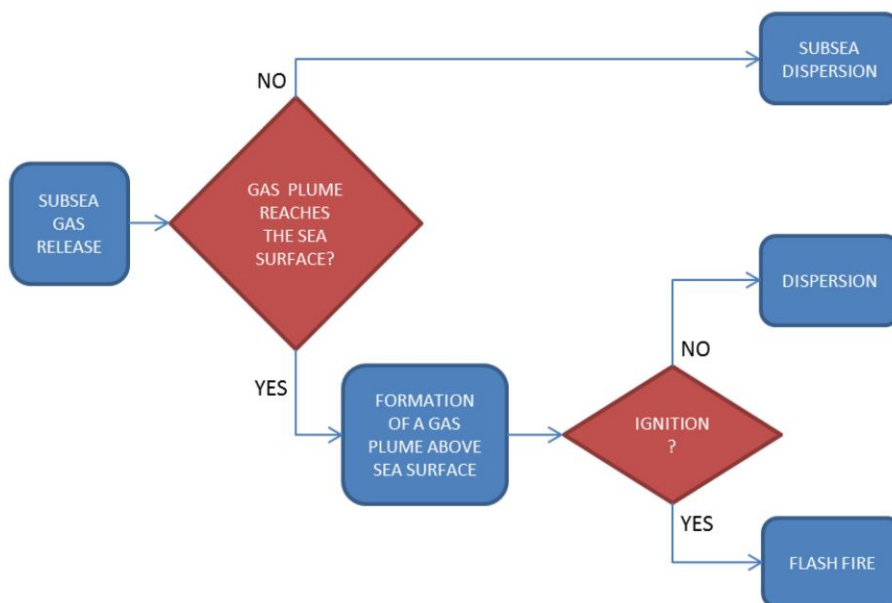 SUBSEA
DISPERSION
NO
GAS PLUME
REACHES
THE SEA
SURFACE?
SUBSEA
GAS
RELEASE
DISPERSION
NO
YES
FORMATION
OF A GAS
PLUME ABOVE
SEA SURFACE
IGNITION
?
YES
FLASH FIRE